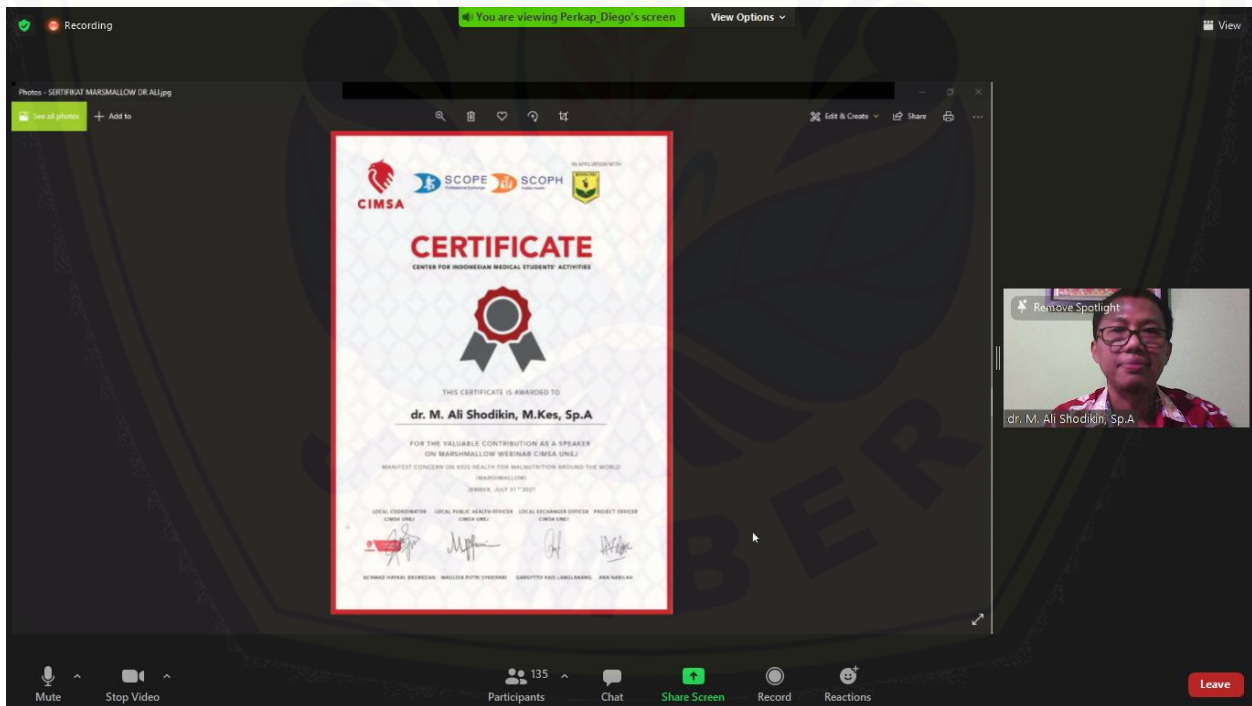 Recording
You are viewing Perkap_Diego's screen
View Options
View
Photos - SERTIFIKAT MARSMALLOW DR ALI.jpg
See all photos
Add to
Edit & Create
Share
CIMSA
SCOPE
SCOPH
IN AFFILIATION WITH
CERTIFICATE
CENTER FOR INDONESIAN MEDICAL STUDENTS' ACTIVITIES
THIS CERTIFICATE IS AWARDED TO
dr. M. Ali Shodikin, M.Kes, Sp.A
FOR THE VALUABLE CONTRIBUTION AS A SPEAKER
ON MARSHMALLOW WEBINAR CIMSA UNEJ
MANIFEST CONCERN ON KIDS HEALTH FOR MALNUTRITION AROUND THE WORLD
(MARSHMALLOW)
JEMBER, JULY 31ST 2021
LOCAL COORDINATOR
CIMSA UNEJ
LOCAL PUBLIC HEALTH OFFICER
CIMSA UNEJ
LOCAL EXCHANGE OFFICER
CIMSA UNEJ
PROJECT OFFICER
ANA NABILAH
Remove Spotlight
dr. M. Ali Shodikin, Sp.A
Mute
Stop Video
135
Participants
Chat
Share Screen
Record
Reactions
Leave